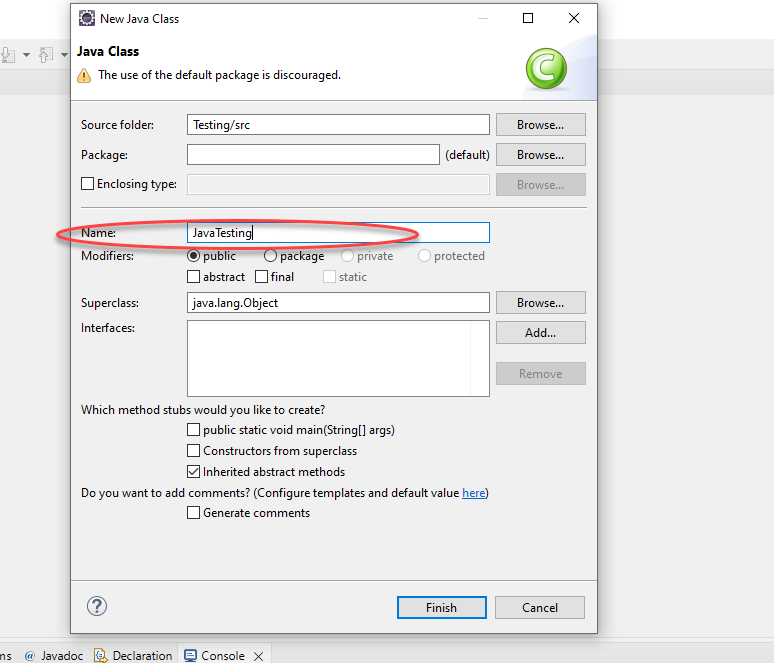 New Java Class
Java Class
The use of the default package is discouraged.
Source folder: Testing/src Browse...
Package: (default) Browse...
Enclosing type: Browse...
Name: JavaTesting
Modifiers: public package private protected
abstract final static
Superclass: java.lang.Object Browse...
Interfaces: Add...
Remove
Which method stubs would you like to create?
public static void main(String[] args)
Constructors from superclass
Inherited abstract methods
Do you want to add comments? (Configure templates and default value here)
Generate comments
? Finish Cancel
ms @ Javadoc Declaration Console